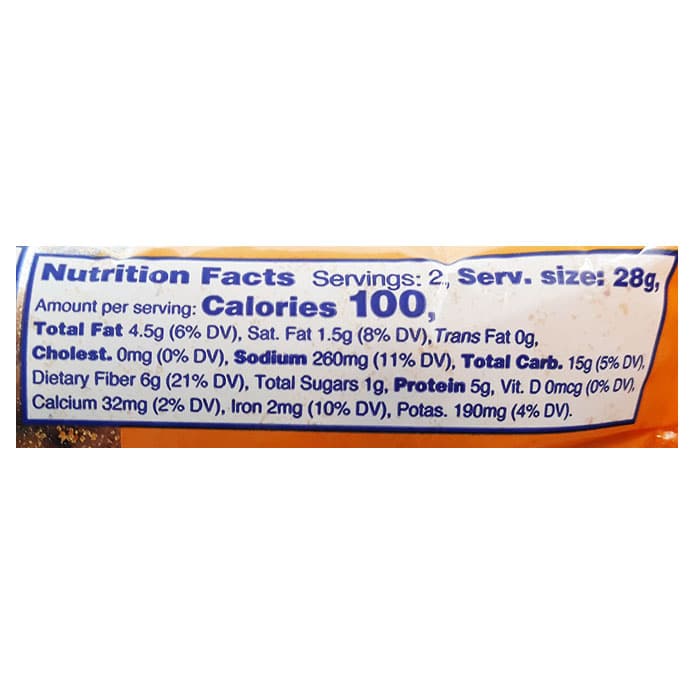 Nutrition Facts Servings: 2, Serv. size: 28g,
Amount per serving: Calories 100,
Total Fat 4.5g (6% DV), Sat. Fat 1.5g (8% DV), Trans Fat 0g,
Cholest. 0mg (0% DV), Sodium 260mg (11% DV), Total Carb. 15g (5% DV),
Dietary Fiber 6g (21% DV), Total Sugars 1g, Protein 5g, Vit. D 0mcg (0% DV),
Calcium 32mg (2% DV), Iron 2mg (10% DV), Potas. 190mg (4% DV).